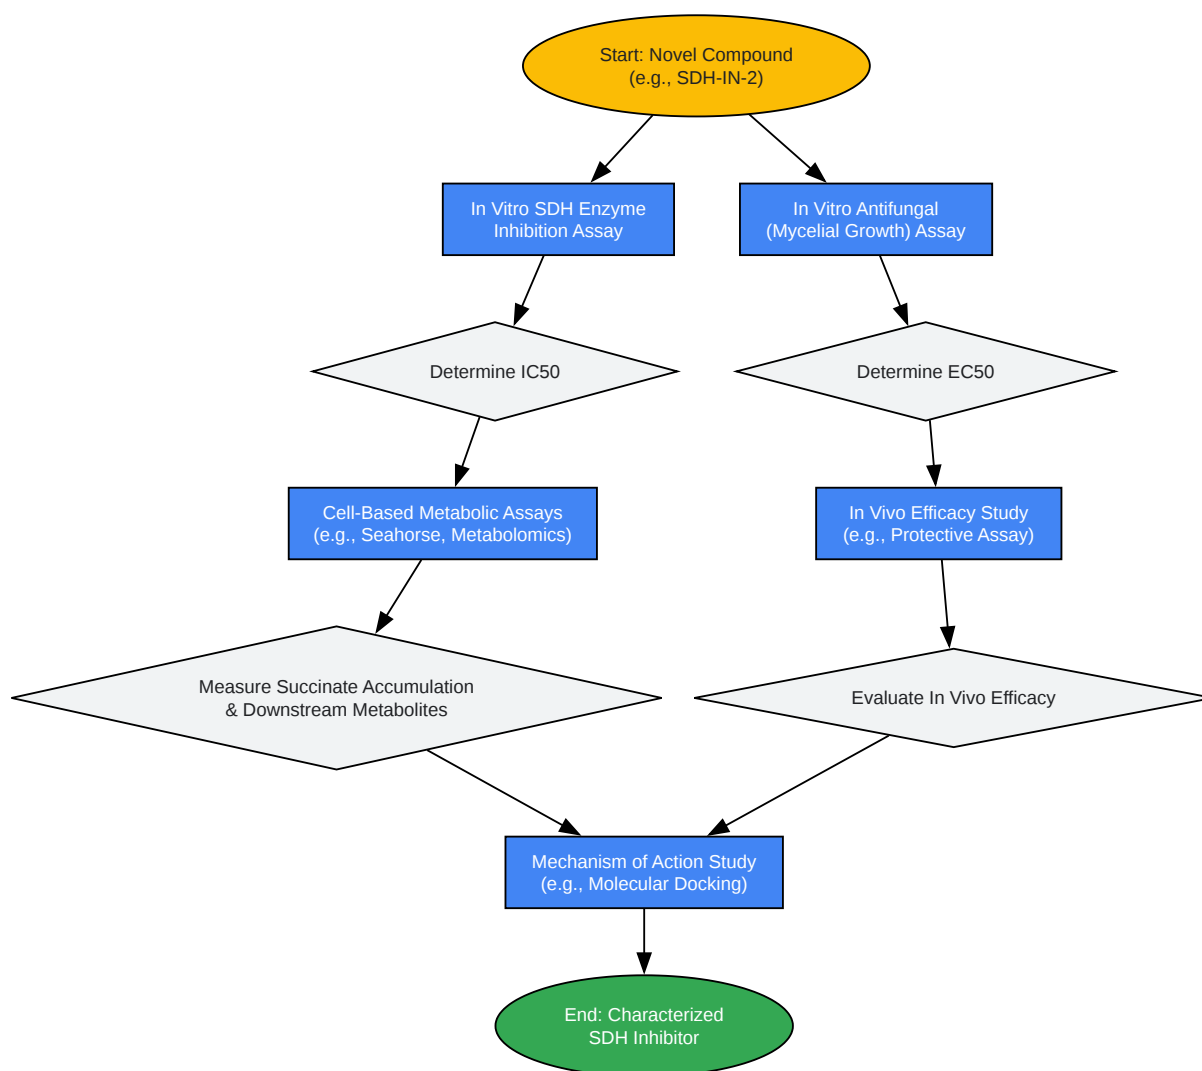 Start: Novel Compound
(e.g., SDH-IN-2)
In Vitro SDH Enzyme
Inhibition Assay
In Vitro Antifungal
(Mycelial Growth) Assay
Determine IC50
Determine EC50
Cell-Based Metabolic Assays
(e.g., Seahorse, Metabolomics)
In Vivo Efficacy Study
(e.g., Protective Assay)
Measure Succinate Accumulation
& Downstream Metabolites
Evaluate In Vivo Efficacy
Mechanism of Action Study
(e.g., Molecular Docking)
End: Characterized
SDH Inhibitor